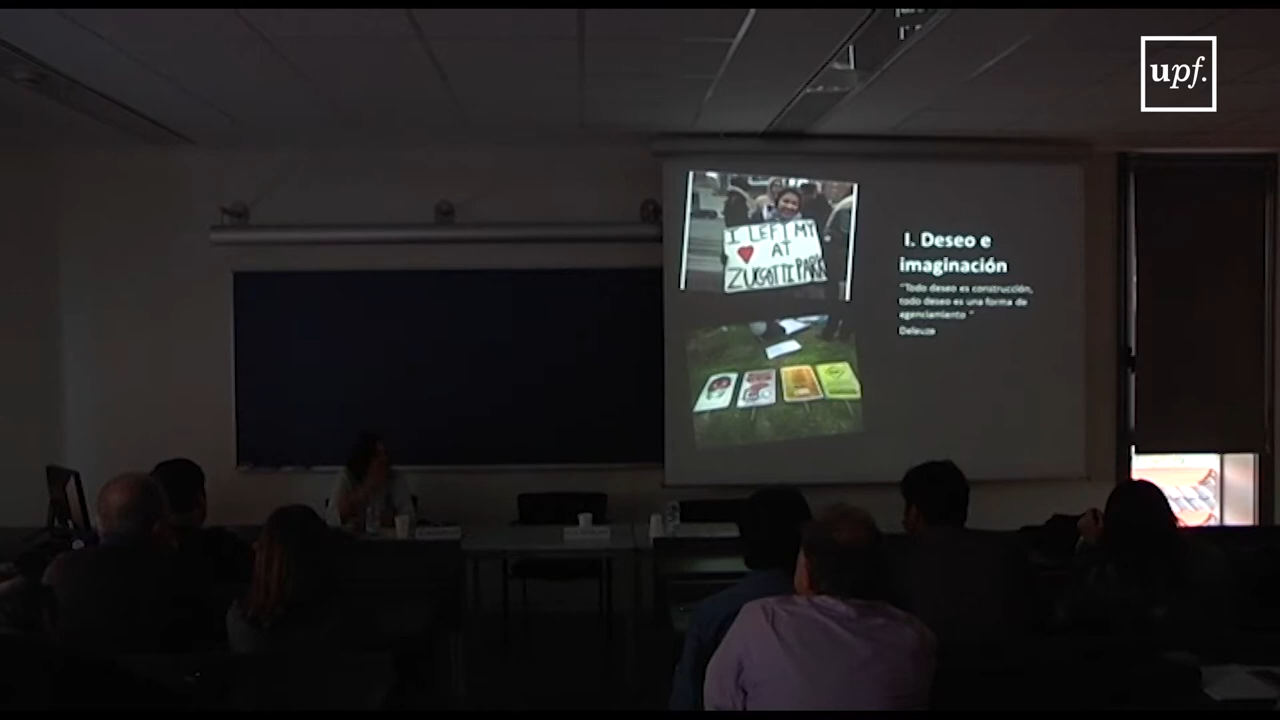 upf.
I LEFT MY
AT
ZUCCOTTI PARK
I. Deseo e
imaginación
"Todo deseo es construcción,
todo deseo es una forma de
agenciamiento "
Deleuze